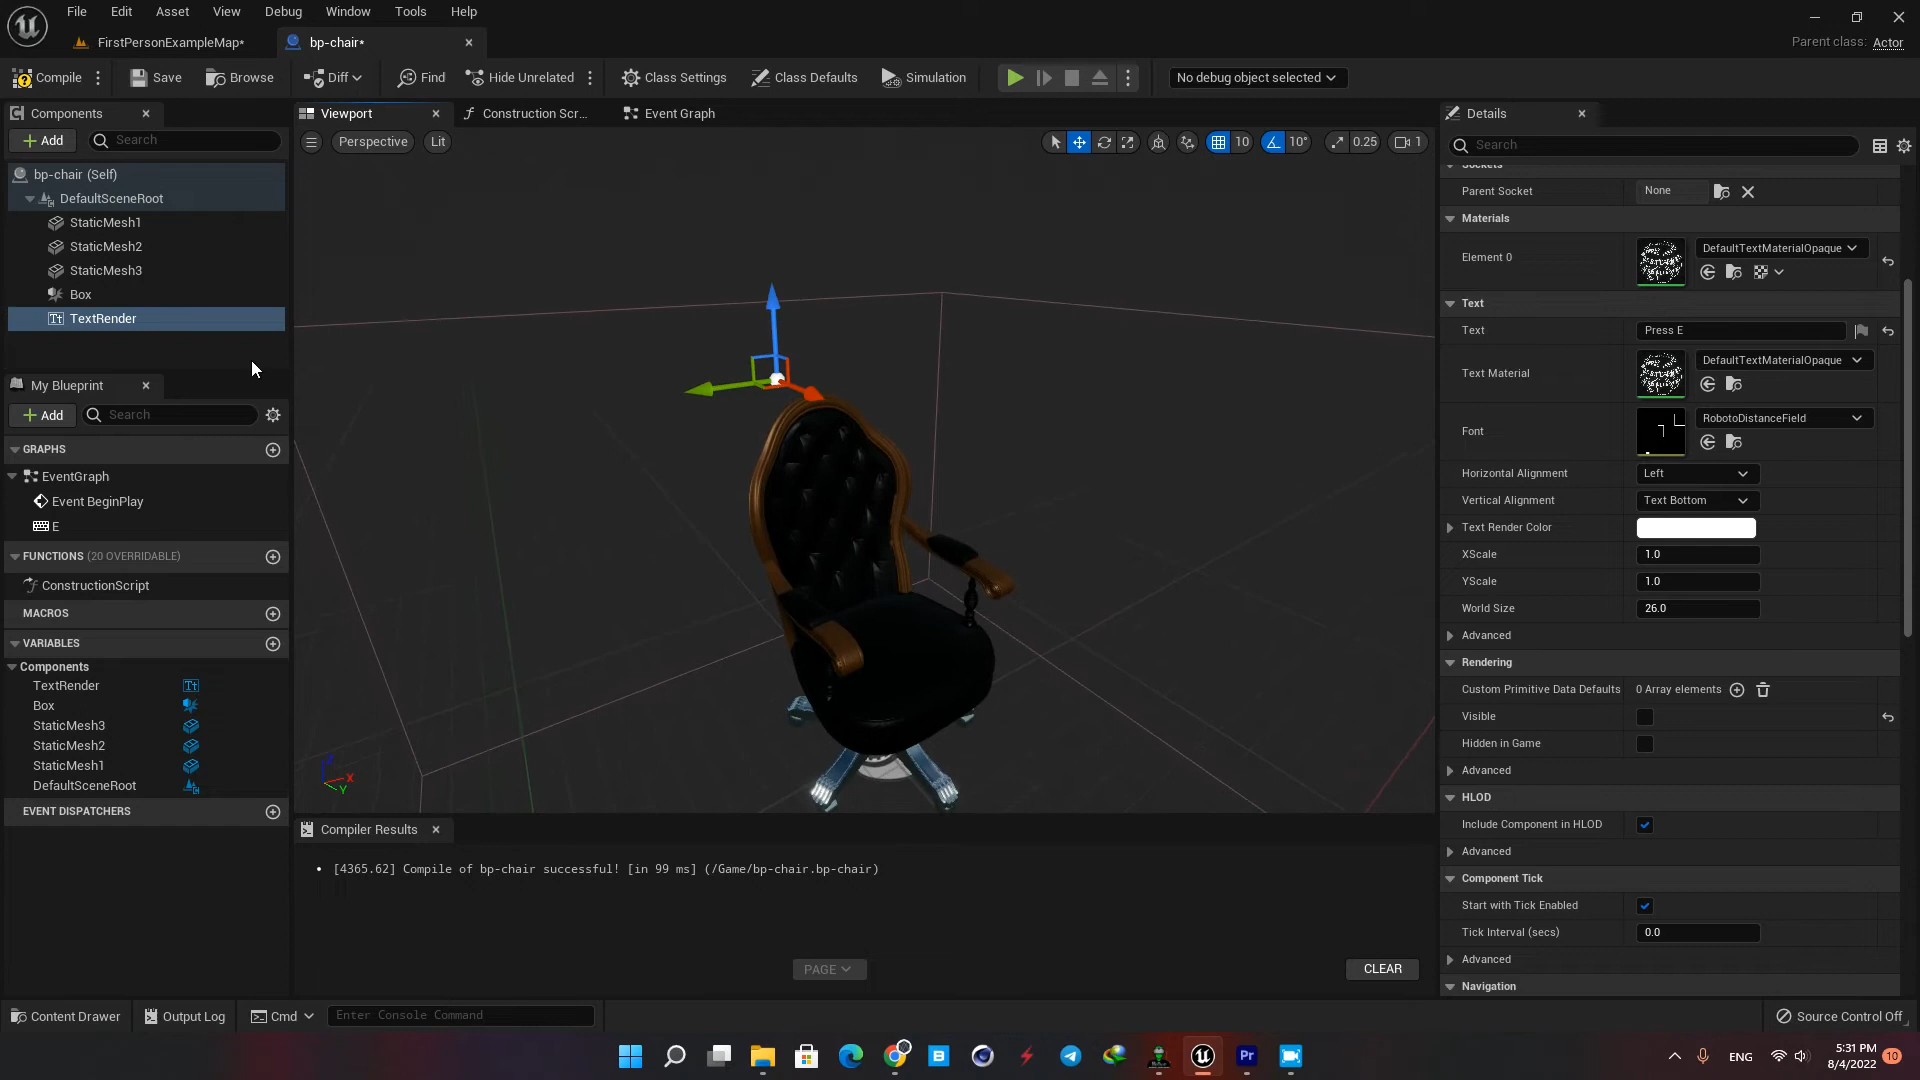 File Edit Asset View Debug Window Tools Help
FirstPersonExampleMap*
bp-chair*
Parent class: Actor
Compile
Save
Browse
Diff
Find
Hide Unrelated
Class Settings
Class Defaults
Simulation
No debug object selected
Components
Add
Search
bp-chair (Self)
DefaultSceneRoot
StaticMesh1
StaticMesh2
StaticMesh3
Box
TextRender
My Blueprint
Add
Search
GRAPHS
EventGraph
Event BeginPlay
E
FUNCTIONS (20 OVERRIDABLE)
ConstructionScript
MACROS
VARIABLES
Components
TextRender
Box
StaticMesh3
StaticMesh2
StaticMesh1
DefaultSceneRoot
EVENT DISPATCHERS
Viewport
Construction Scr...
Event Graph
Perspective
Lit
10
10°
0.25
1
Z
X
Y
Compiler Results
[4365.62] Compile of bp-chair successful! [in 99 ms] (/Game/bp-chair.bp-chair)
PAGE
CLEAR
Details
Search
Sockets
Parent Socket None
Materials
Element 0 DefaultTextMaterialOpaque
Text
Text Press E
Text Material DefaultTextMaterialOpaque
Font RobotoDistanceField
Horizontal Alignment Left
Vertical Alignment Text Bottom
Text Render Color
XScale 1.0
YScale 1.0
World Size 26.0
Advanced
Rendering
Custom Primitive Data Defaults 0 Array elements
Visible
Hidden in Game
Advanced
HLOD
Include Component in HLOD
Advanced
Component Tick
Start with Tick Enabled
Tick Interval (secs) 0.0
Advanced
Navigation
Content Drawer
Output Log
Cmd
Enter Console Command
Source Control Off
ENG
5:31 PM
8/4/2022
10